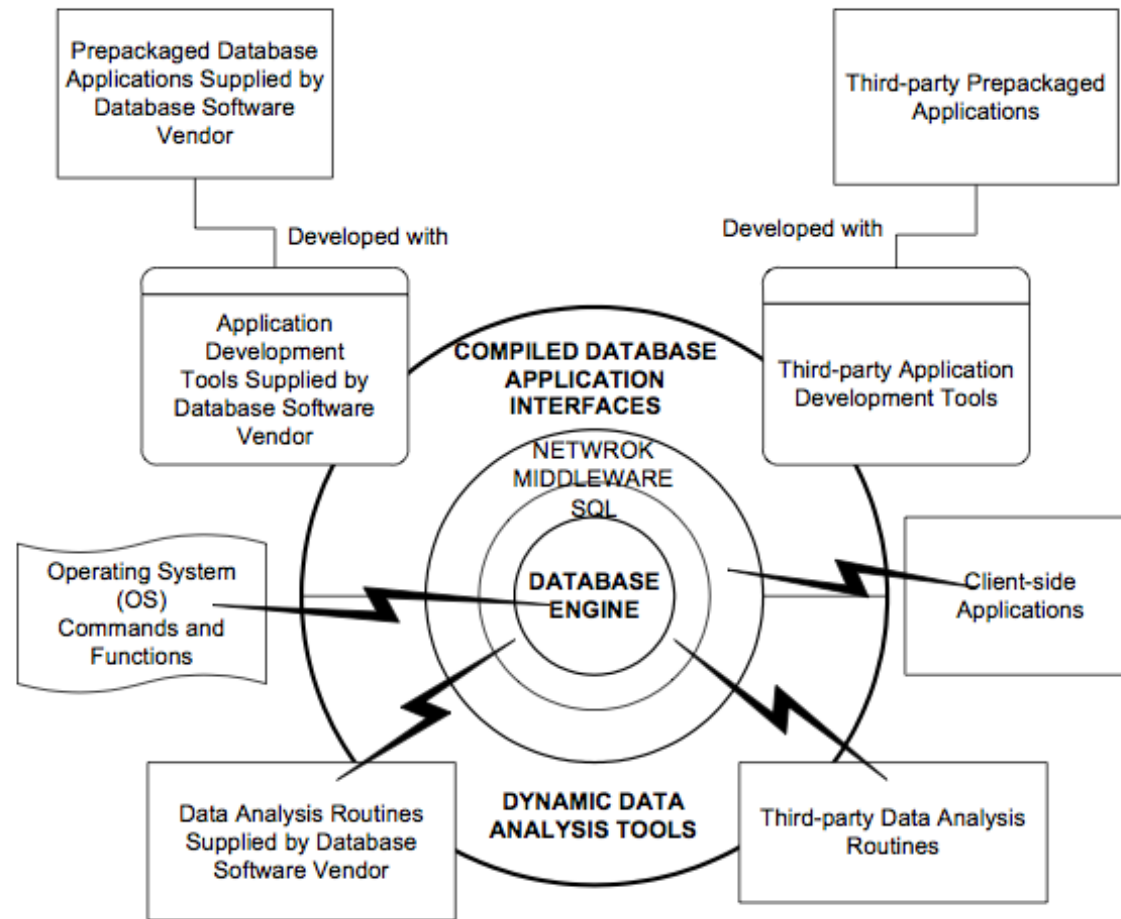 Prepackaged Database
Applications Supplied by
Database Software
Vendor
Third-party Prepackaged
Applications
Developed with
Developed with
Application
Development
Tools Supplied by
Database Software
Vendor
COMPILED DATABASE
APPLICATION
INTERFACES
Third-party Application
Development Tools
NETWROK
MIDDLEWARE
SQL
DATABASE
ENGINE
Operating System
(OS)
Commands and
Functions
Client-side
Applications
Data Analysis Routines
Supplied by Database
Software Vendor
DYNAMIC DATA
ANALYSIS TOOLS
Third-party Data Analysis
Routines